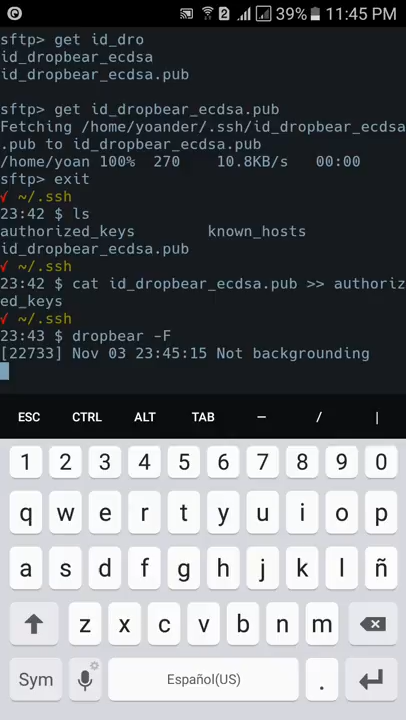 2 39% 11:45 PM
sftp> get id_dro
id_dropbear_ecdsa
id_dropbear_ecdsa.pub
sftp> get id_dropbear_ecdsa.pub
Fetching /home/yoander/.ssh/id_dropbear_ecdsa
.pub to id_dropbear_ecdsa.pub
/home/yoan 100% 270 10.8KB/s 00:00
sftp> exit
√ ~/.ssh
23:42 $ ls
authorized_keys known_hosts
id_dropbear_ecdsa.pub
√ ~/.ssh
23:42 $ cat id_dropbear_ecdsa.pub >> authoriz
ed_keys
√ ~/.ssh
23:43 $ dropbear -F
[22733] Nov 03 23:45:15 Not backgrounding
ESC CTRL ALT TAB — / |
1 2 3 4 5 6 7 8 9 0
q w e r t y u i o p
a s d f g h j k l ñ
z x c v b n m
Sym Español(US) .